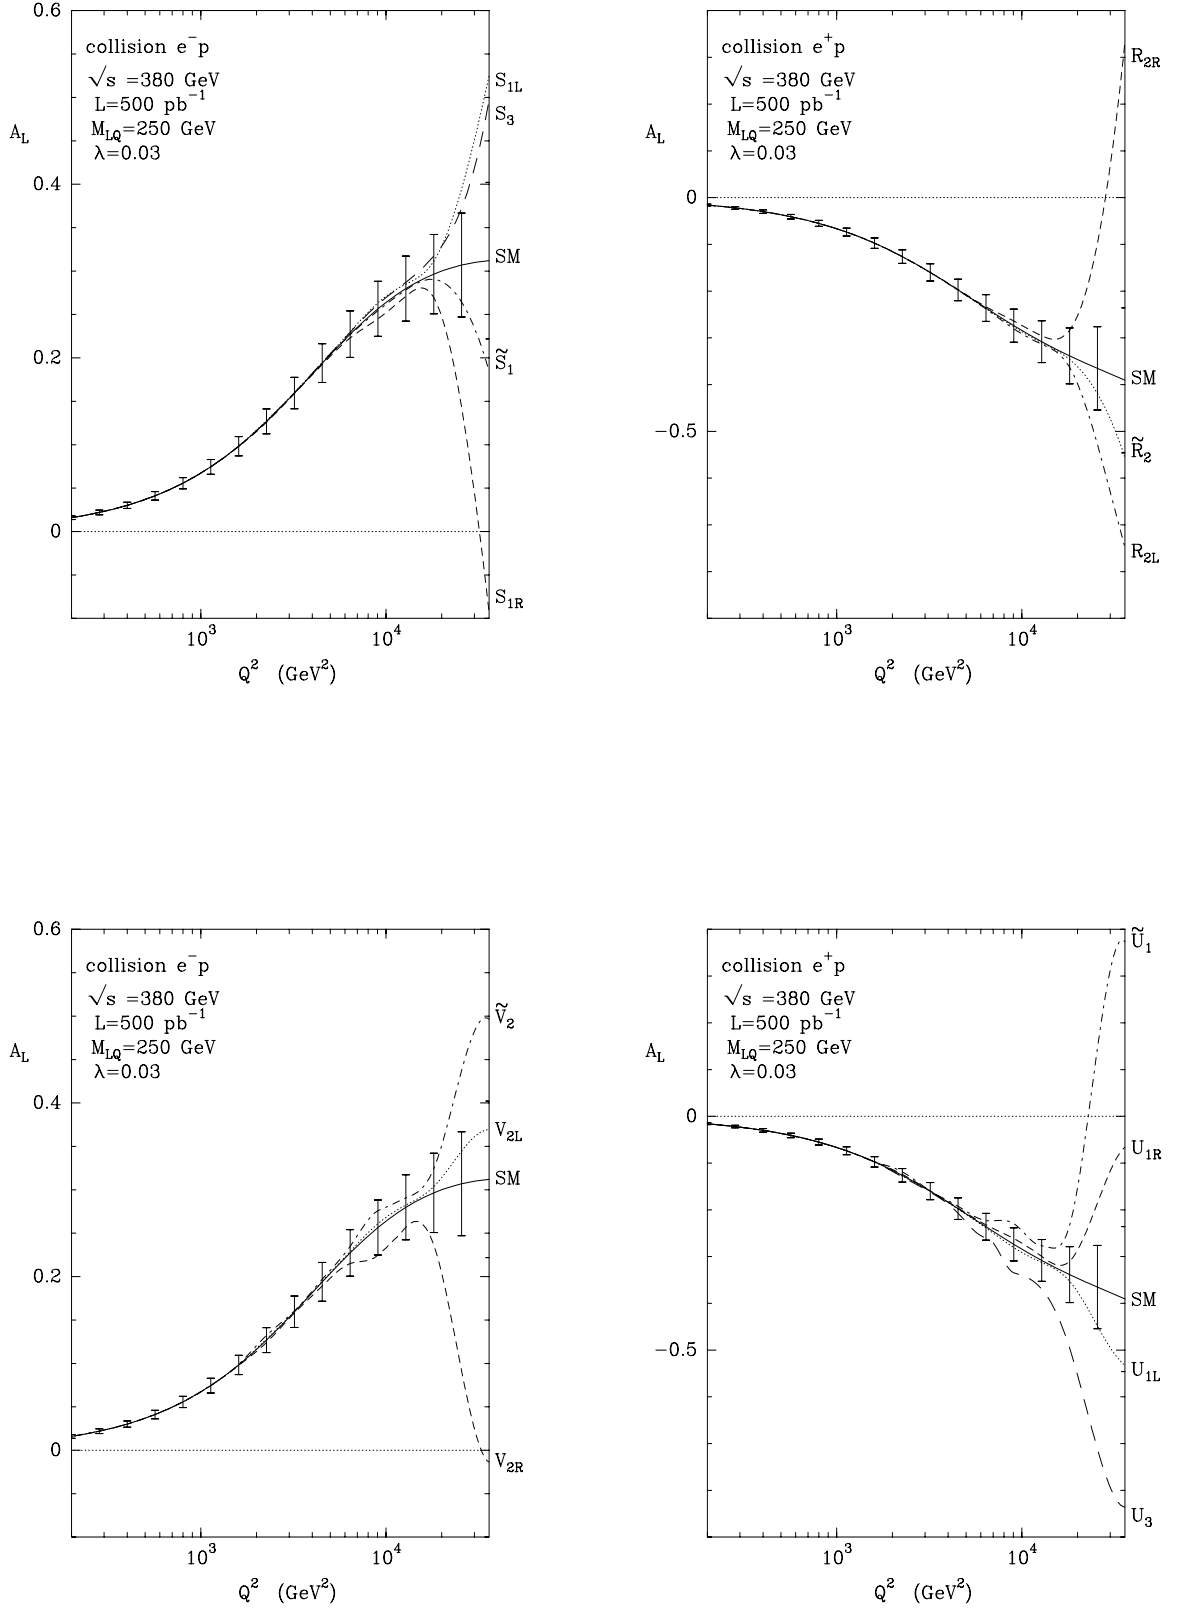 0.6
collision e⁻p
√s =380 GeV
L=500 pb⁻¹
A_L
M_LQ=250 GeV
λ=0.03
0.4
0.2
0
S_1L
S_3
SM
S̃_1
S_1R
10³
10⁴
Q² (GeV²)
collision e⁺p
√s =380 GeV
L=500 pb⁻¹
A_L
M_LQ=250 GeV
λ=0.03
0
−0.5
R_2R
SM
R̃_2
R_2L
10³
10⁴
Q² (GeV²)
0.6
collision e⁻p
√s =380 GeV
L=500 pb⁻¹
A_L
M_LQ=250 GeV
λ=0.03
0.4
0.2
0
Ṽ_2
V_2L
SM
V_2R
10³
10⁴
Q² (GeV²)
collision e⁺p
√s =380 GeV
L=500 pb⁻¹
A_L
M_LQ=250 GeV
λ=0.03
0
−0.5
Ũ_1
U_1R
SM
U_1L
U_3
10³
10⁴
Q² (GeV²)